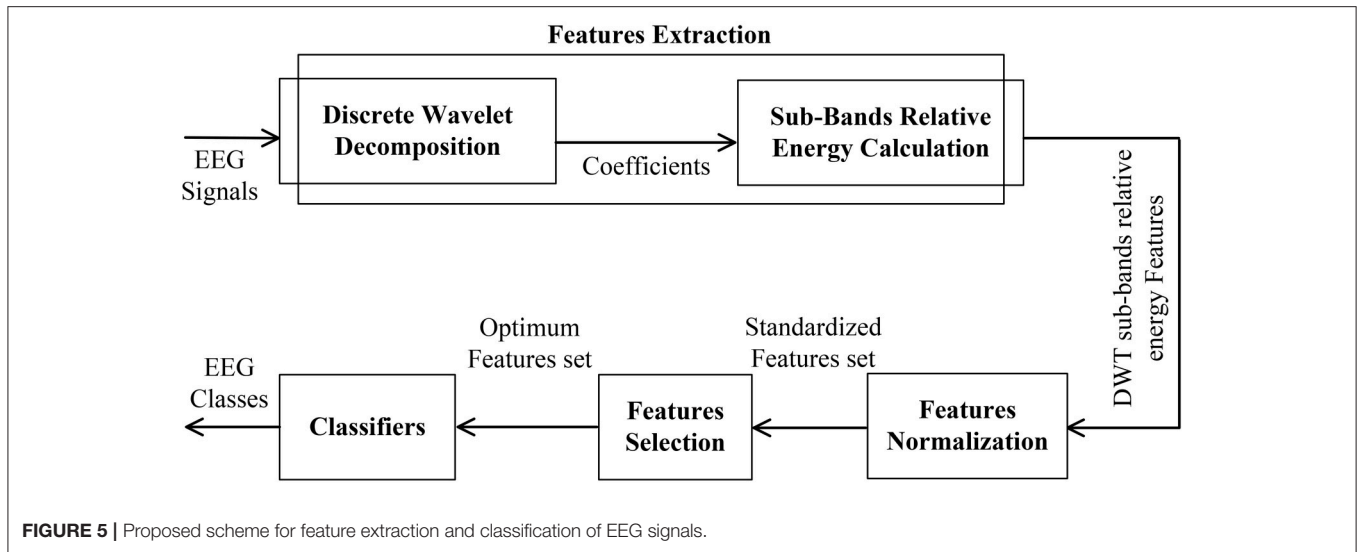 Features Extraction
Discrete Wavelet
Decomposition
Sub-Bands Relative
Energy Calculation
EEG
Signals
Coefficients
DWT sub-bands relative
energy Features
Standardized
Features set
Optimum
Features set
EEG
Classes
Classifiers
Features
Selection
Features
Normalization
FIGURE 5 | Proposed scheme for feature extraction and classification of EEG signals.